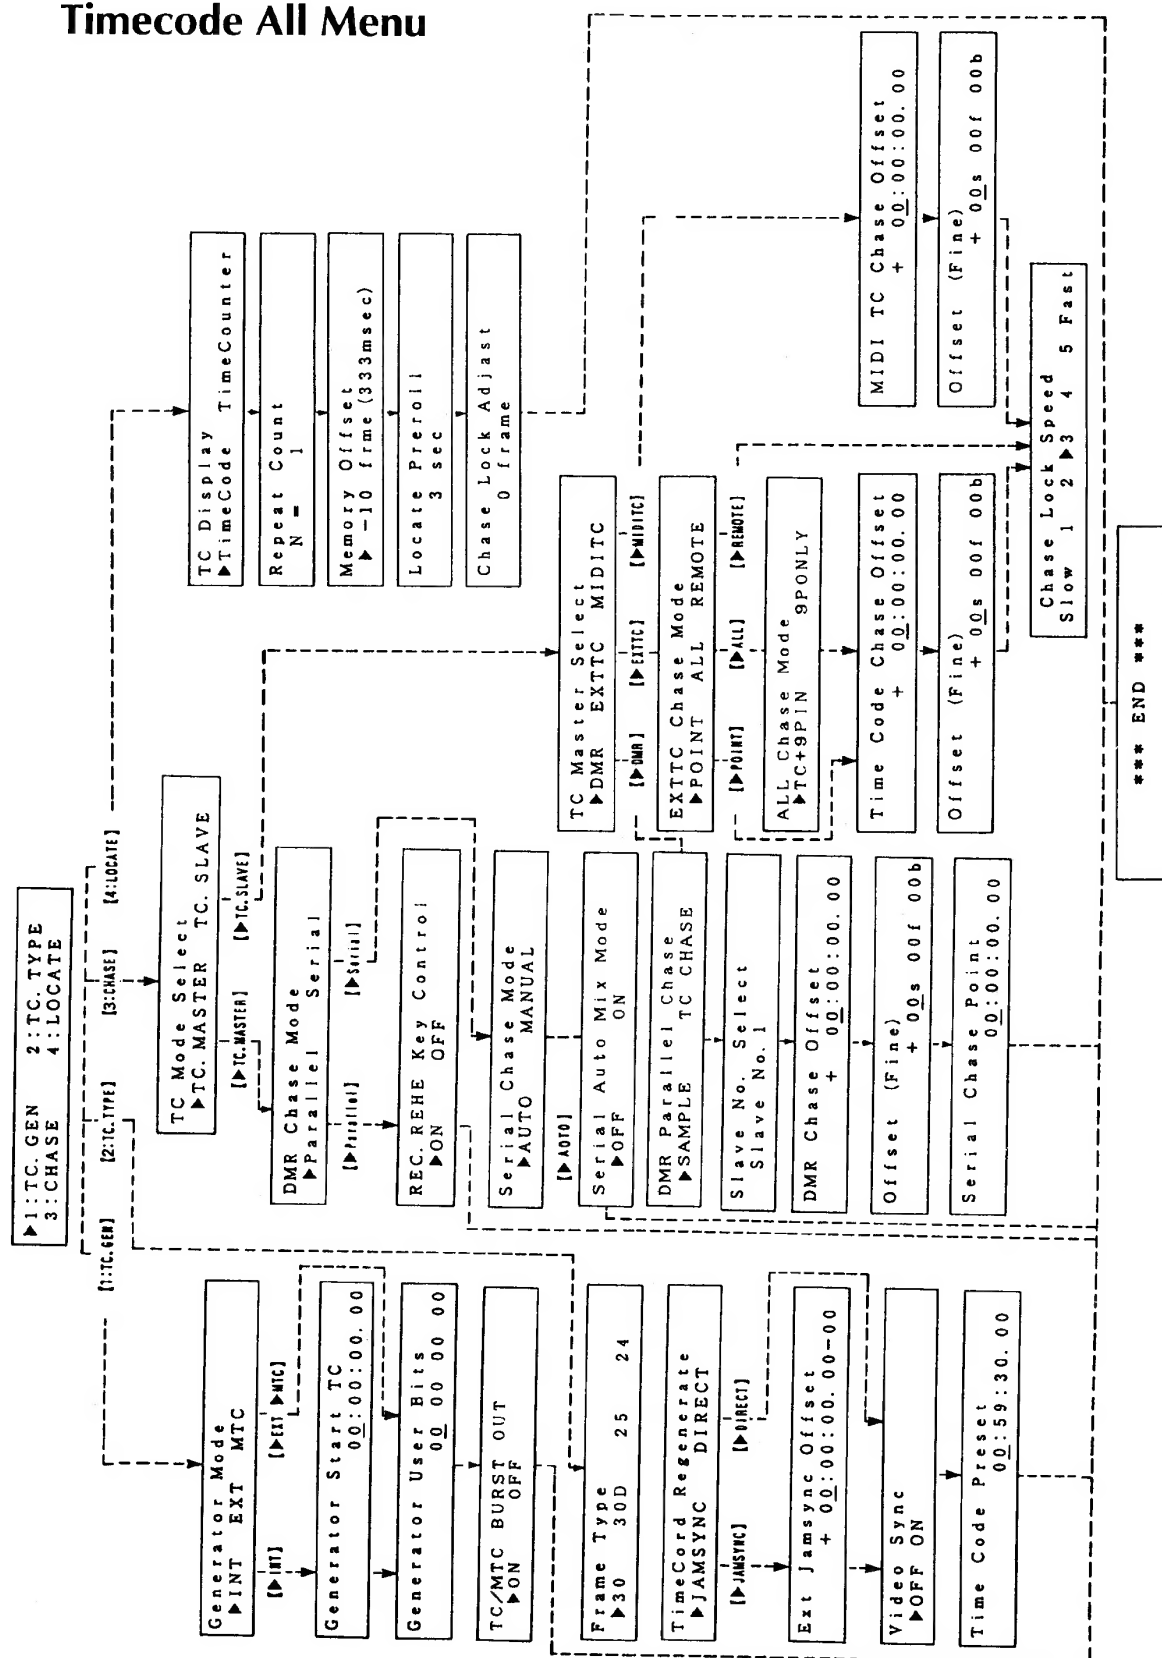 Timecode All Menu
▶1:TC.GEN 2:TC.TYPE
3:CHASE 4:LOCATE
[1:TC.GEN]
[2:TC.TYPE]
[3:CHASE]
[4:LOCATE]
Generator Mode
▶INT EXT MTC
[▶INT]
[▶EXT ▶MTC]
Generator Start TC
00:00:00.00
Generator User Bits
00 00 00 00
TC/MTC BURST OUT
▶ON OFF
Frame Type
▶30 30D 25 24
TimeCord Regenerate
▶JAMSYNC DIRECT
[▶JAMSYNC]
[▶DIRECT]
Ext Jamsync Offset
+ 00:00:00.00-00
Video Sync
▶OFF ON
Time Code Preset
00:59:30.00
TC Mode Select
▶TC.MASTER TC.SLAVE
[▶TC.MASTER]
[▶TC.SLAVE]
DMR Chase Mode
▶Parallel Serial
[▶Parallel]
[▶Serial]
REC.REHE Key Control
▶ON OFF
Serial Chase Mode
▶AUTO MANUAL
[▶AOTO]
Serial Auto Mix Mode
▶OFF ON
DMR Parallel Chase
▶SAMPLE TC CHASE
Slave No. Select
Slave No. 1
DMR Chase Offset
+ 00:00:00.00
Offset (Fine)
+ 00s 00f 00b
Serial Chase Point
00:00:00.00
TC Display
▶TimeCode TimeCounter
Repeat Count
N = 1
Memory Offset
▶-10 frme(333msec)
Locate Preroll
3 sec
Chase Lock Adjast
0 frame
TC Master Select
▶DMR EXTTC MIDITC
[▶DMR]
[▶EXTTC]
[▶MIDITC]
EXTTC Chase Mode
▶POINT ALL REMOTE
[▶POINT]
[▶ALL]
[▶REMOTE]
ALL Chase Mode
▶TC+9PIN 9PONLY
Time Code Chase Offset
+ 00:00:00.00
Offset (Fine)
+ 00s 00f 00b
MIDI TC Chase Offset
+ 00:00:00.00
Offset (Fine)
+ 00s 00f 00b
Chase Lock Speed
Slow 1 2 ▶3 4 5 Fast
*** END ***